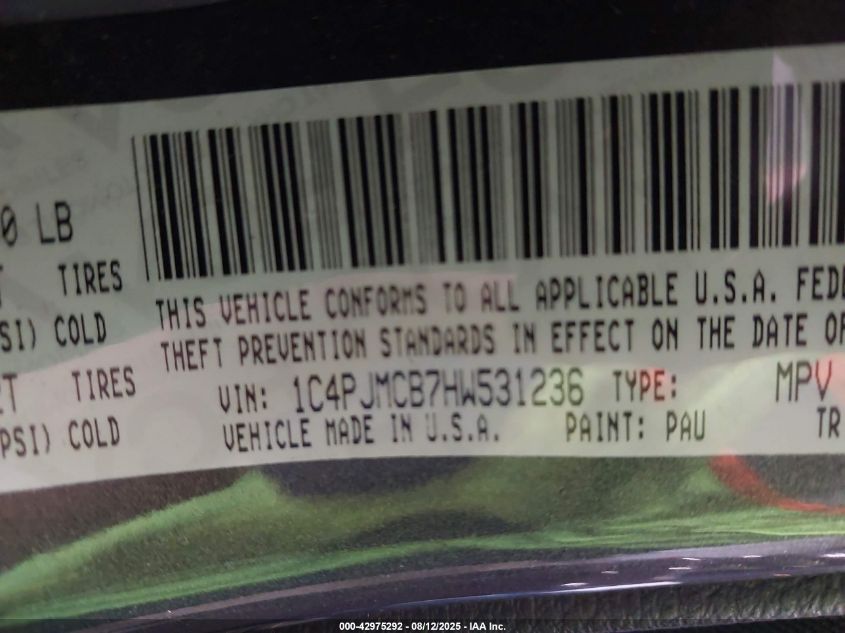 0 LB
TIRES
SI) COLD
THIS VEHICLE CONFORMS TO ALL APPLICABLE U.S.A. FEDE
THEFT PREVENTION STANDARDS IN EFFECT ON THE DATE OF
TIRES
PSI) COLD
VIN: 1C4PJMCB7HW531236 TYPE: MPV
VEHICLE MADE IN U.S.A. PAINT: PAU TR
000-42975292 - 08/12/2025 - IAA Inc.